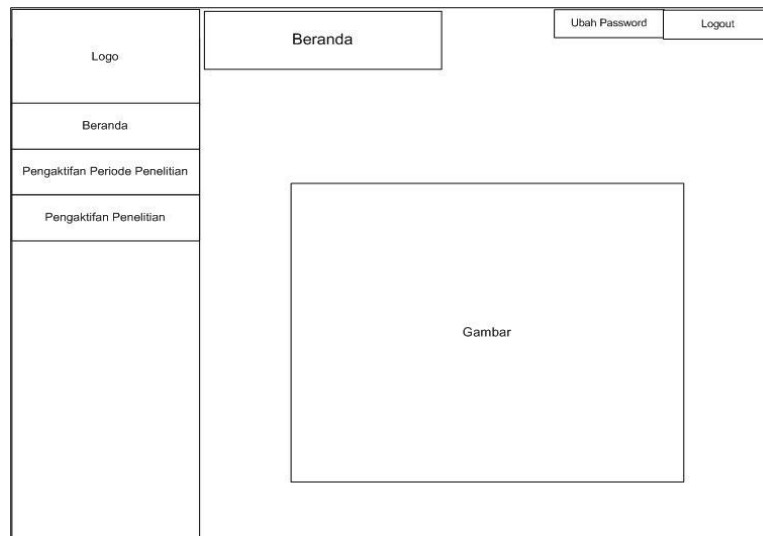 Logo
Beranda
Ubah Password
Logout
Beranda
Pengaktifan Periode Penelitian
Pengaktifan Penelitian
Gambar